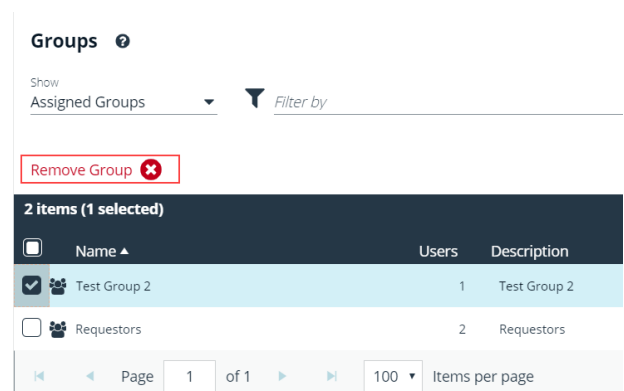 Groups
Show
Assigned Groups Filter by
Remove Group
2 items (1 selected)
Name Users Description
Test Group 2 1 Test Group 2
Requestors 2 Requestors
Page 1 of 1 100 Items per page